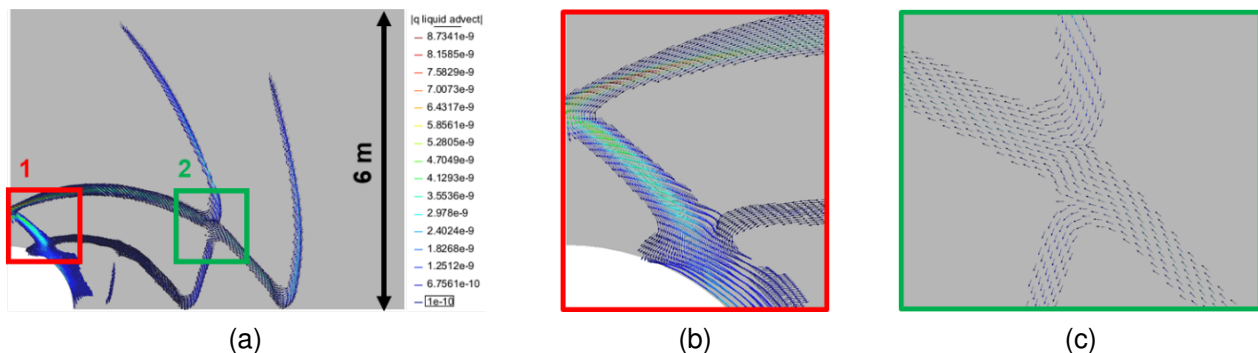 |q liquid advect|
8.7341e-9
8.1585e-9
7.5829e-9
7.0073e-9
6.4317e-9
5.8561e-9
5.2805e-9
4.7049e-9
4.1293e-9
3.5536e-9
2.978e-9
2.4024e-9
1.8268e-9
1.2512e-9
6.7561e-10
1e-10
1
2
6 m
(a)
(b)
(c)